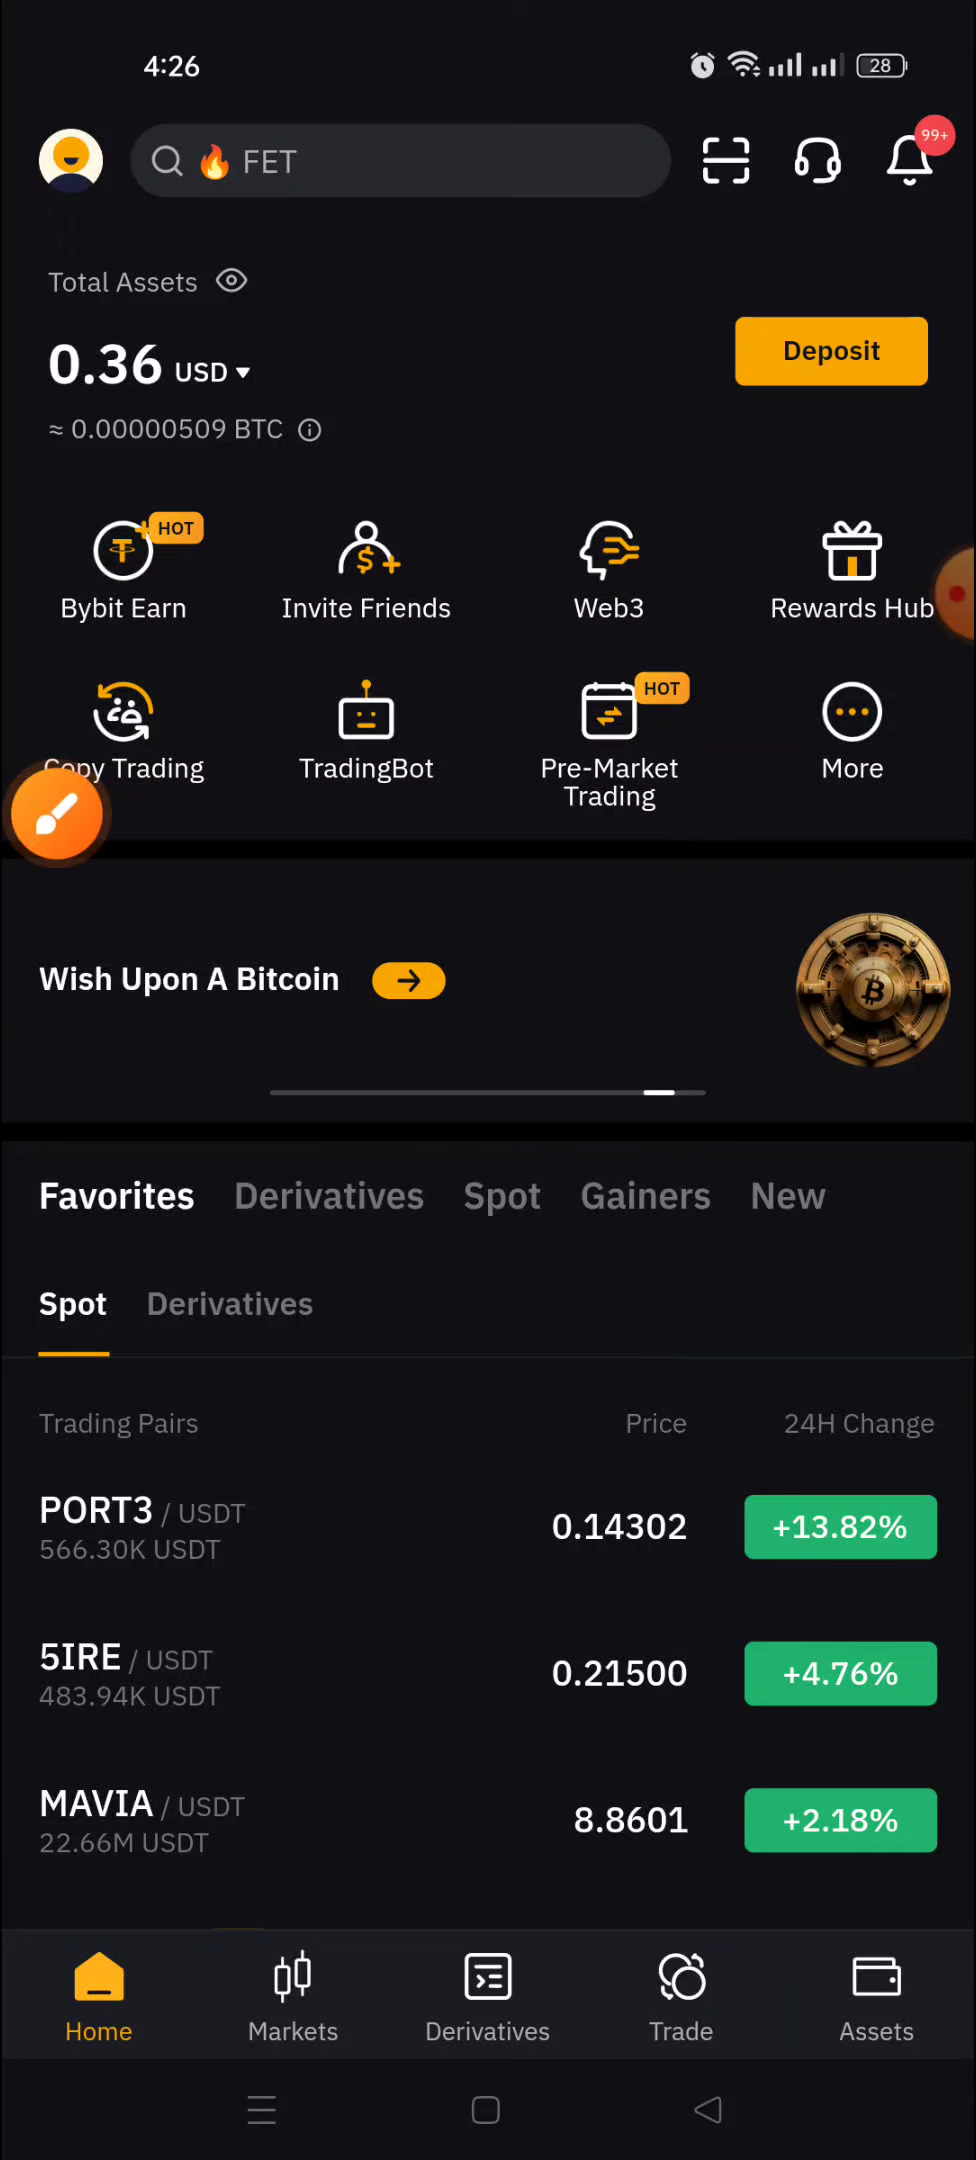 4:26
28
FET
99+
Total Assets
0.36 USD
Deposit
≈ 0.00000509 BTC
HOT
Bybit Earn
Invite Friends
Web3
Rewards Hub
HOT
Copy Trading
TradingBot
Pre-Market
Trading
More
Wish Upon A Bitcoin
Favorites Derivatives Spot Gainers New
Spot Derivatives
Trading Pairs Price 24H Change
PORT3 / USDT
566.30K USDT
0.14302
+13.82%
5IRE / USDT
483.94K USDT
0.21500
+4.76%
MAVIA / USDT
22.66M USDT
8.8601
+2.18%
Home Markets Derivatives Trade Assets